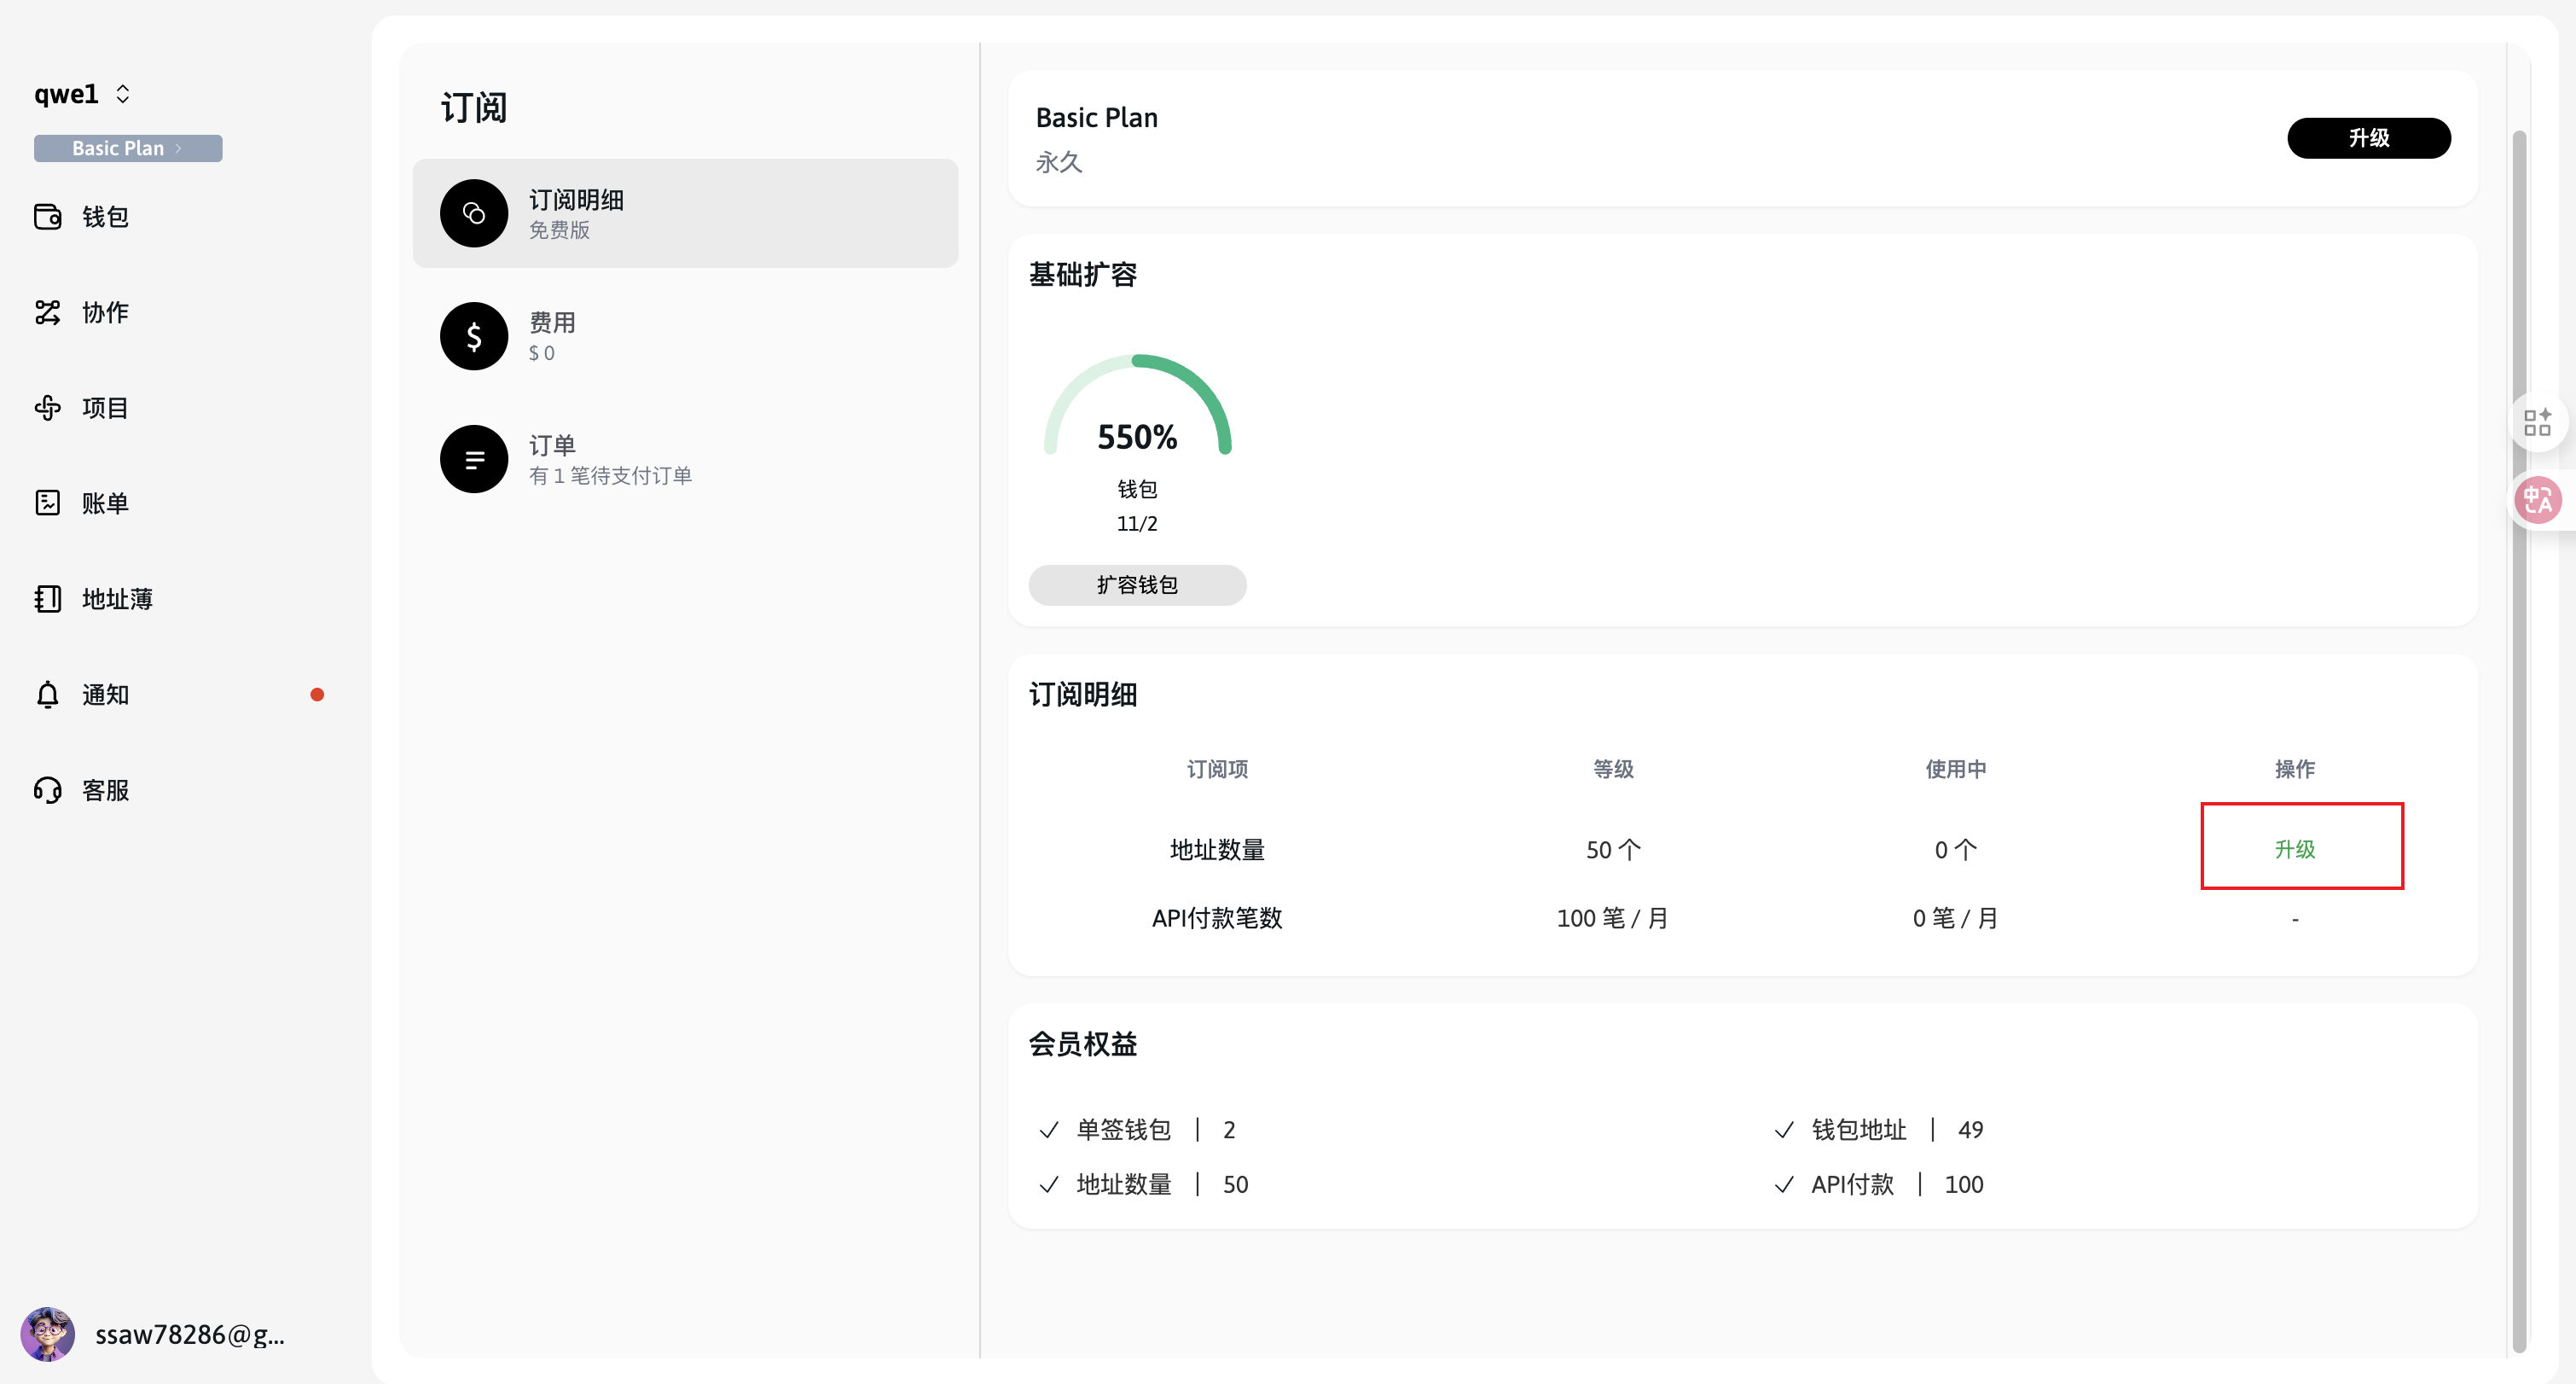 qwe1
Basic Plan
钱包
协作
项目
账单
地址薄
通知
客服
ssaw78286@g...
订阅
订阅明细
免费版
费用
$ 0
订单
有 1 笔待支付订单
Basic Plan
永久
升级
基础扩容
550%
钱包
11/2
扩容钱包
订阅明细
订阅项 等级 使用中 操作
地址数量 50 个 0 个 升级
API付款笔数 100 笔 / 月 0 笔 / 月 -
会员权益
单签钱包 | 2 钱包地址 | 49
地址数量 | 50 API付款 | 100
中 A